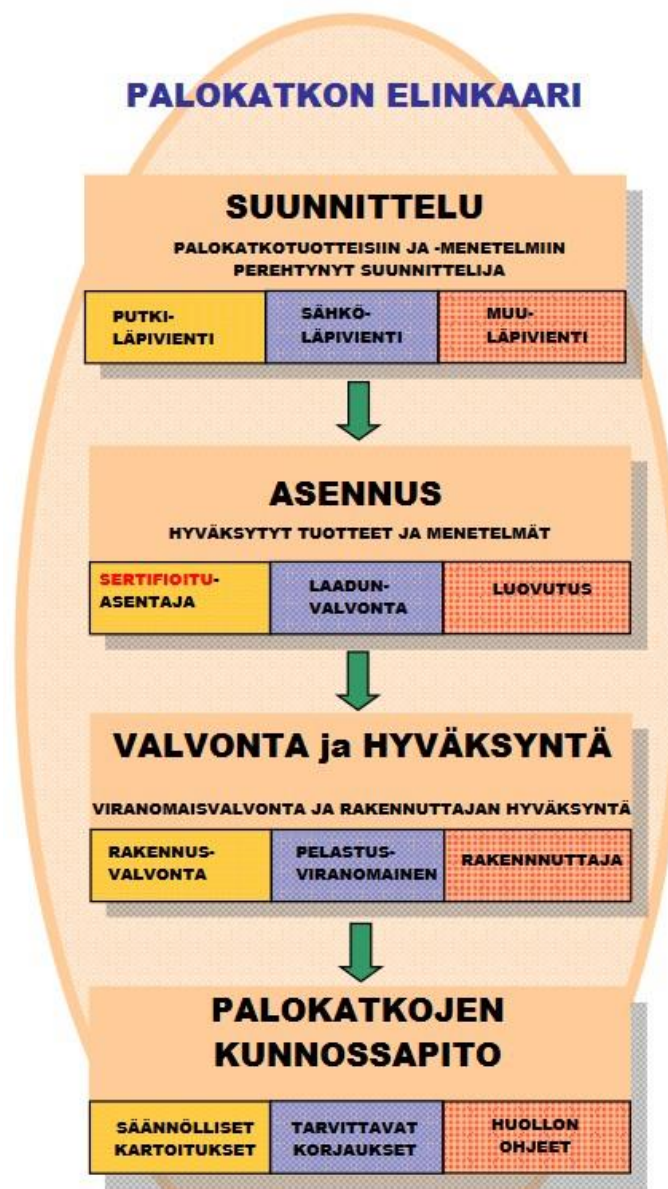 PALOKATKON ELINKAARI
SUUNNITTELU
PALOKATKOTUOTTEISIIN JA -MENETELMIIN
PEREHTYNYT SUUNNITTELIJA
PUTKI-
LÄPIVIENTI
SÄHKÖ-
LÄPIVIENTI
MUU-
LÄPIVIENTI
ASENNUS
HYVÄKSYTYT TUOTTEET JA MENETELMÄT
SERTIFIOITU-
ASENTAJA
LAADUN-
VALVONTA
LUOVUTUS
VALVONTA ja HYVÄKSYNTÄ
VIRANOMAISVALVONTA JA RAKENNUTTAJAN HYVÄKSYNTÄ
RAKENNUS-
VALVONTA
PELASTUS-
VIRANOMAINEN
RAKENNNUTTAJA
PALOKATKOJEN
KUNNOSSAPITO
SÄÄNNÖLLISET
KARTOITUKSET
TARVITTAVAT
KORJAUKSET
HUOLLON
OHJEET